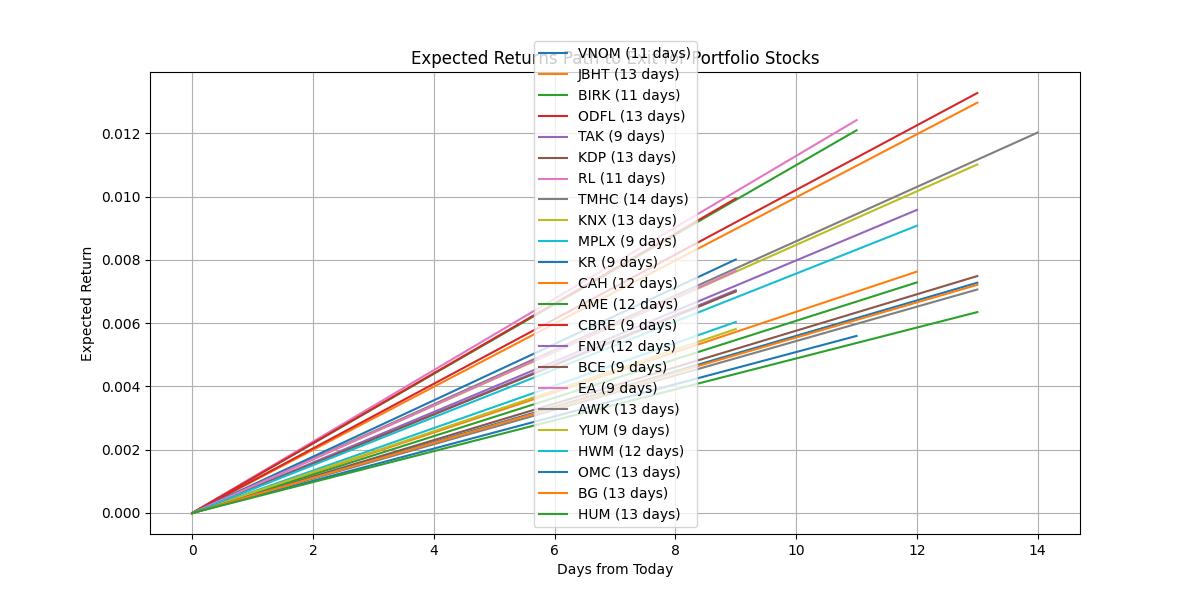 Expected Returns Path to Exit for Portfolio Stocks
VNOM (11 days)
JBHT (13 days)
BIRK (11 days)
ODFL (13 days)
TAK (9 days)
KDP (13 days)
RL (11 days)
TMHC (14 days)
KNX (13 days)
MPLX (9 days)
KR (9 days)
CAH (12 days)
AME (12 days)
CBRE (9 days)
FNV (12 days)
BCE (9 days)
EA (9 days)
AWK (13 days)
YUM (9 days)
HWM (12 days)
OMC (13 days)
BG (13 days)
HUM (13 days)
Expected Return
0.012
0.010
0.008
0.006
0.004
0.002
0.000
0 2 4 6 8 10 12 14
Days from Today